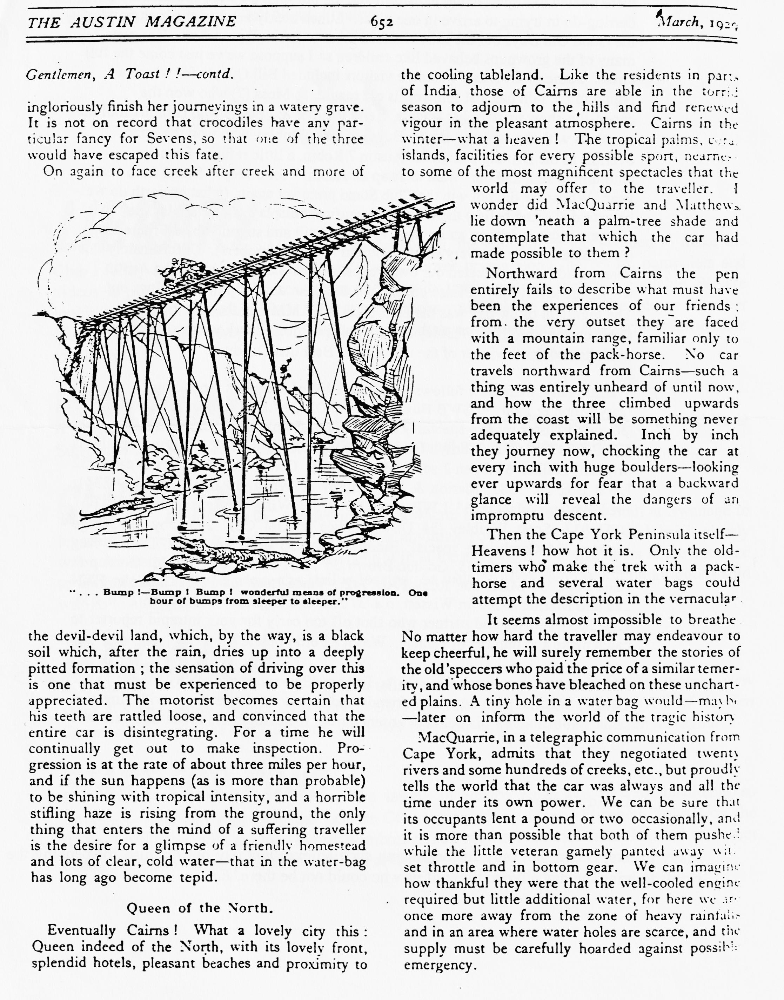 THE AUSTIN MAGAZINE 652 March, 1929
Gentlemen, A Toast ! !—contd.
ingloriously finish her journeyings in a watery grave.
It is not on record that crocodiles have any par-
ticular fancy for Sevens, so that one of the three
would have escaped this fate.
On again to face creek after creek and more of
“. . . Bump !—Bump ! Bump ! wonderful means of progression. One
hour of bumps from sleeper to sleeper.”
the devil-devil land, which, by the way, is a black
soil which, after the rain, dries up into a deeply
pitted formation ; the sensation of driving over this
is one that must be experienced to be properly
appreciated. The motorist becomes certain that
his teeth are rattled loose, and convinced that the
entire car is disintegrating. For a time he will
continually get out to make inspection. Pro-
gression is at the rate of about three miles per hour,
and if the sun happens (as is more than probable)
to be shining with tropical intensity, and a horrible
stifling haze is rising from the ground, the only
thing that enters the mind of a suffering traveller
is the desire for a glimpse of a friendly homestead
and lots of clear, cold water—that in the water-bag
has long ago become tepid.
Queen of the North.
Eventually Cairns ! What a lovely city this :
Queen indeed of the North, with its lovely front,
splendid hotels, pleasant beaches and proximity to
the cooling tableland. Like the residents in parts
of India, those of Cairns are able in the torrid
season to adjourn to the hills and find renewed
vigour in the pleasant atmosphere. Cairns in the
winter—what a heaven ! The tropical palms, coral
islands, facilities for every possible sport, nearness
to some of the most magnificent spectacles that the
world may offer to the traveller. I
wonder did MacQuarrie and Matthews
lie down 'neath a palm-tree shade and
contemplate that which the car had
made possible to them ?
Northward from Cairns the pen
entirely fails to describe what must have
been the experiences of our friends ;
from the very outset they are faced
with a mountain range, familiar only to
the feet of the pack-horse. No car
travels northward from Cairns—such a
thing was entirely unheard of until now,
and how the three climbed upwards
from the coast will be something never
adequately explained. Inch by inch
they journey now, chocking the car at
every inch with huge boulders—looking
ever upwards for fear that a backward
glance will reveal the dangers of an
impromptu descent.
Then the Cape York Peninsula itself—
Heavens ! how hot it is. Only the old-
timers who make the trek with a pack-
horse and several water bags could
attempt the description in the vernacular.
It seems almost impossible to breathe
No matter how hard the traveller may endeavour to
keep cheerful, he will surely remember the stories of
the old 'speccers who paid the price of a similar temer-
ity, and whose bones have bleached on these unchart-
ed plains. A tiny hole in a water bag would—maybe
—later on inform the world of the tragic history
MacQuarrie, in a telegraphic communication from
Cape York, admits that they negotiated twenty
rivers and some hundreds of creeks, etc., but proudly
tells the world that the car was always and all the
time under its own power. We can be sure that
its occupants lent a pound or two occasionally, and
it is more than possible that both of them pushed
while the little veteran gamely panted away with
set throttle and in bottom gear. We can imagine
how thankful they were that the well-cooled engine
required but little additional water, for here we are
once more away from the zone of heavy rainfalls
and in an area where water holes are scarce, and the
supply must be carefully hoarded against possible
emergency.